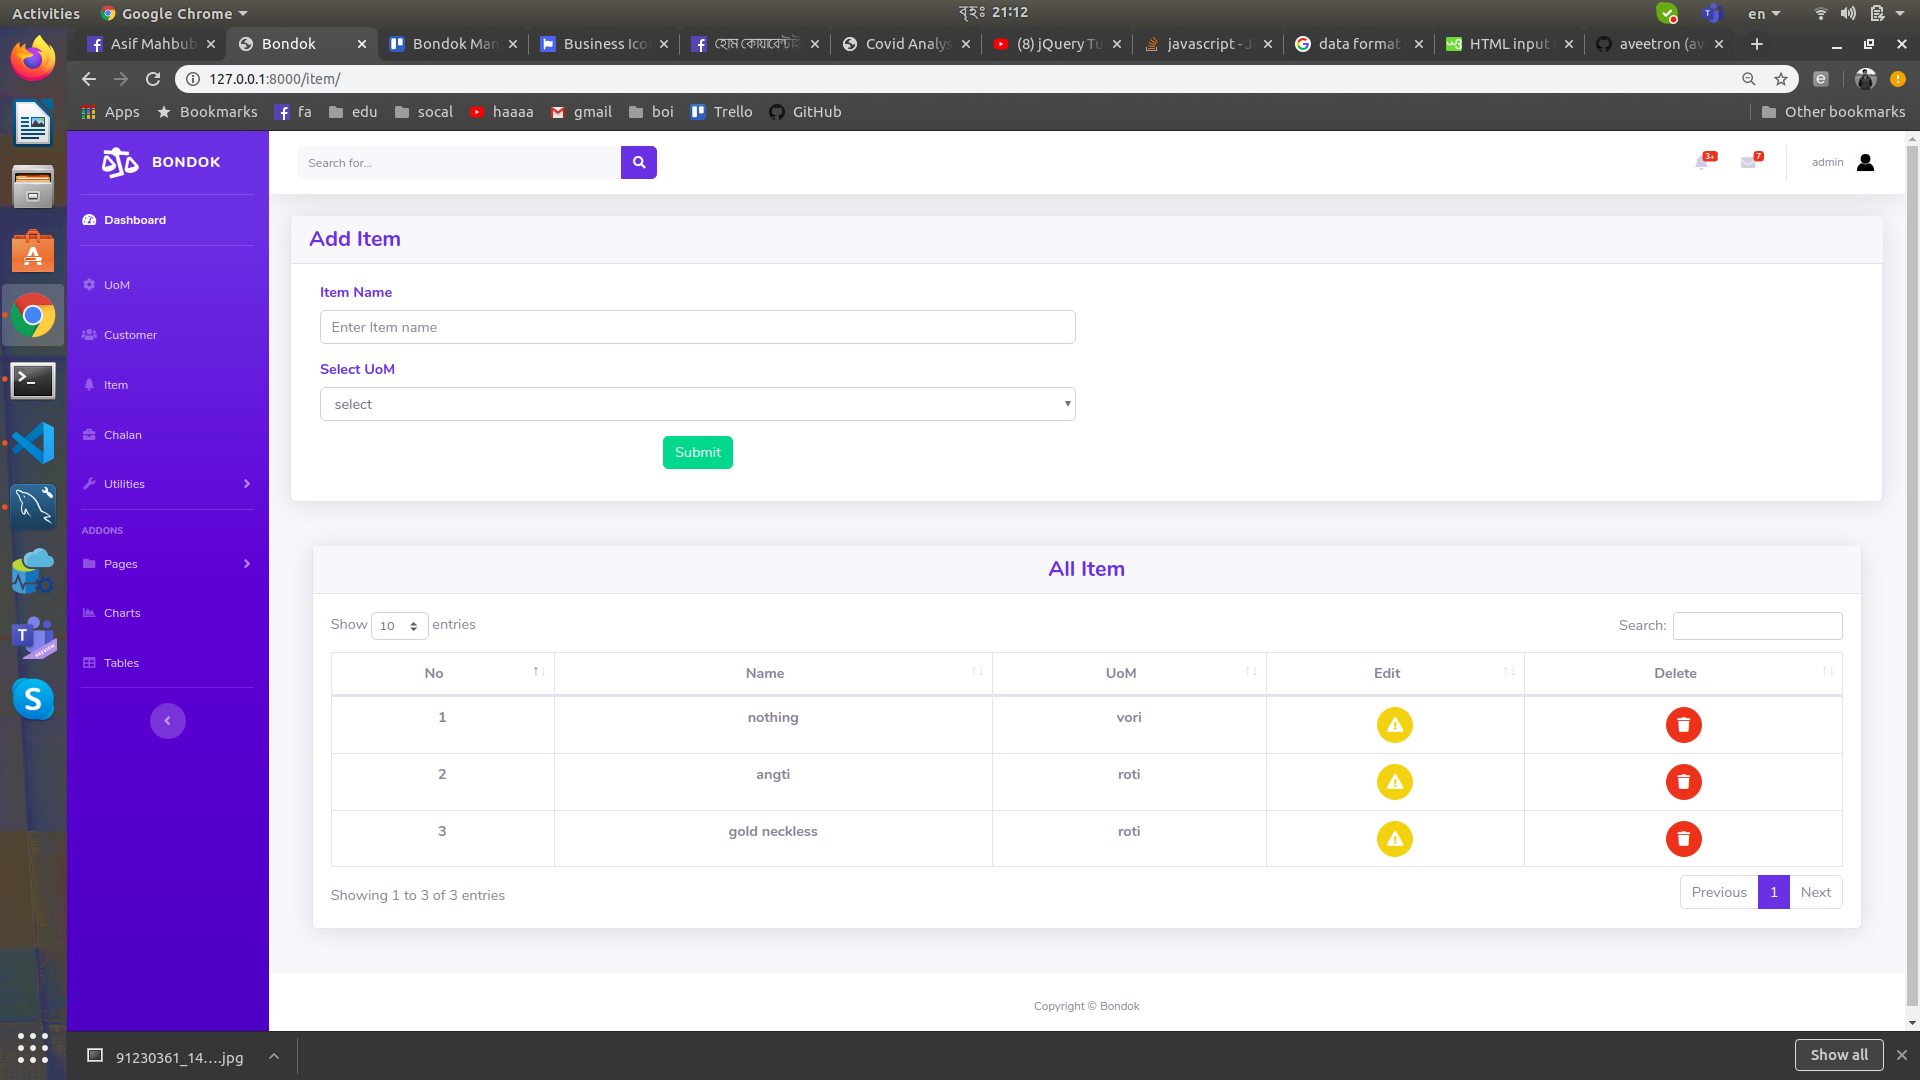 Activities Google Chrome বৃহঃ 21:12 en
Asif Mahbub Bondok Bondok Man Business Ico হোম কোয়ারেন্টাই Covid Analys (8) jQuery Tu javascript - J data format HTML input aveetron (av
127.0.0.1:8000/item/
Apps Bookmarks fa edu socal haaaa gmail boi Trello GitHub Other bookmarks
BONDOK
Search for...
3+ 7 admin
Dashboard
UoM
Customer
Item
Chalan
Utilities
ADDONS
Pages
Charts
Tables
Add Item
Item Name
Enter Item name
Select UoM
select
Submit
All Item
Show 10 entries Search:
No Name UoM Edit Delete
1 nothing vori
2 angti roti
3 gold neckless roti
Showing 1 to 3 of 3 entries Previous 1 Next
Copyright © Bondok
91230361_14....jpg Show all